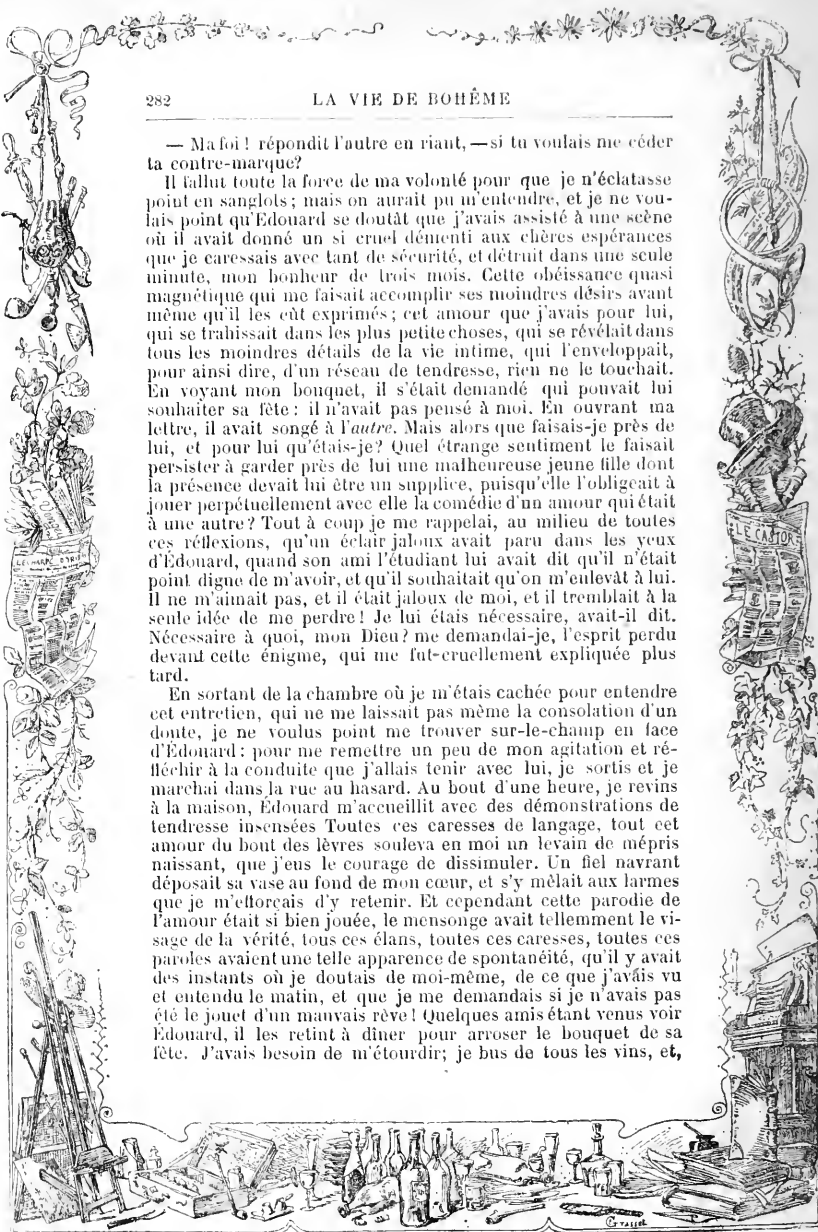 282 LA VIE DE BOHÊME
— Ma foi ! répondit l'autre en riant, — si tu voulais me céder
ta contre-marque?
Il fallut toute la force de ma volonté pour que je n'éclatasse
point en sanglots; mais on aurait pu m'entendre, et je ne vou-
lais point qu'Edouard se doutât que j'avais assisté à une scène
où il avait donné un si cruel démenti aux chères espérances
que je caressais avec tant de sécurité, et détruit dans une seule
minute, mon bonheur de trois mois. Cette obéissance quasi
magnétique qui me faisait accomplir ses moindres désirs avant
même qu'il les eût exprimés; cet amour que j'avais pour lui,
qui se trahissait dans les plus petite choses, qui se révélait dans
tous les moindres détails de la vie intime, qui l'enveloppait,
pour ainsi dire, d'un réseau de tendresse, rien ne le touchait.
En voyant mon bouquet, il s'était demandé qui pouvait lui
souhaiter sa fête: il n'avait pas pensé à moi. En ouvrant ma
lettre, il avait songé à l'autre. Mais alors que faisais-je près de
lui, et pour lui qu'étais-je? Quel étrange sentiment le faisait
persister à garder près de lui une malheureuse jeune fille dont
la présence devait lui être un supplice, puisqu'elle l'obligeait à
jouer perpétuellement avec elle la comédie d'un amour qui était
à une autre? Tout à coup je me rappelai, au milieu de toutes
ces réflexions, qu'un éclair jaloux avait paru dans les yeux
d'Édouard, quand son ami l'étudiant lui avait dit qu'il n'était
point digne de m'avoir, et qu'il souhaitait qu'on m'enlevât à lui.
Il ne m'aimait pas, et il était jaloux de moi, et il tremblait à la
seule idée de me perdre! Je lui étais nécessaire, avait-il dit.
Nécessaire à quoi, mon Dieu? me demandai-je, l'esprit perdu
devant cette énigme, qui me fut cruellement expliquée plus
tard.
En sortant de la chambre où je m'étais cachée pour entendre
cet entretien, qui ne me laissait pas même la consolation d'un
doute, je ne voulus point me trouver sur-le-champ en face
d'Édouard: pour me remettre un peu de mon agitation et ré-
fléchir à la conduite que j'allais tenir avec lui, je sortis et je
marchai dans la rue au hasard. Au bout d'une heure, je revins
à la maison, Édouard m'accueillit avec des démonstrations de
tendresse insensées Toutes ces caresses de langage, tout cet
amour du bout des lèvres souleva en moi un levain de mépris
naissant, que j'eus le courage de dissimuler. Un fiel navrant
déposait sa vase au fond de mon cœur, et s'y mêlait aux larmes
que je m'efforçais d'y retenir. Et cependant cette parodie de
l'amour était si bien jouée, le mensonge avait tellement le vi-
sage de la vérité, tous ces élans, toutes ces caresses, toutes ces
paroles avaient une telle apparence de spontanéité, qu'il y avait
des instants où je doutais de moi-même, de ce que j'avais vu
et entendu le matin, et que je me demandais si je n'avais pas
été le jouet d'un mauvais rêve! Quelques amis étant venus voir
Édouard, il les retint à dîner pour arroser le bouquet de sa
fête. J'avais besoin de m'étourdir; je bus de tous les vins, et,
LE CASTOR